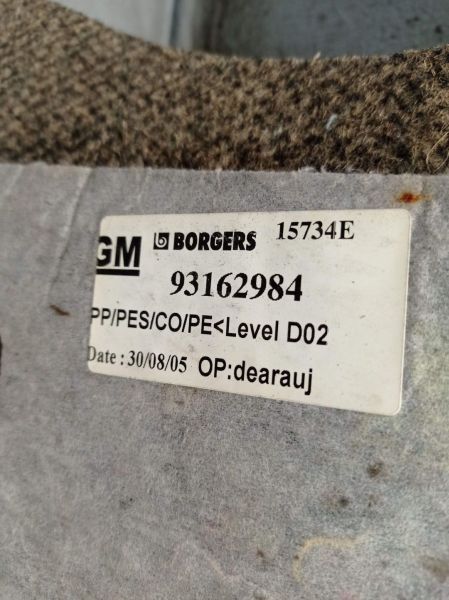 GM BORGERS 15734E
93162984
PP/PES/CO/PE<Level D02
Date : 30/08/05 OP:dearauj